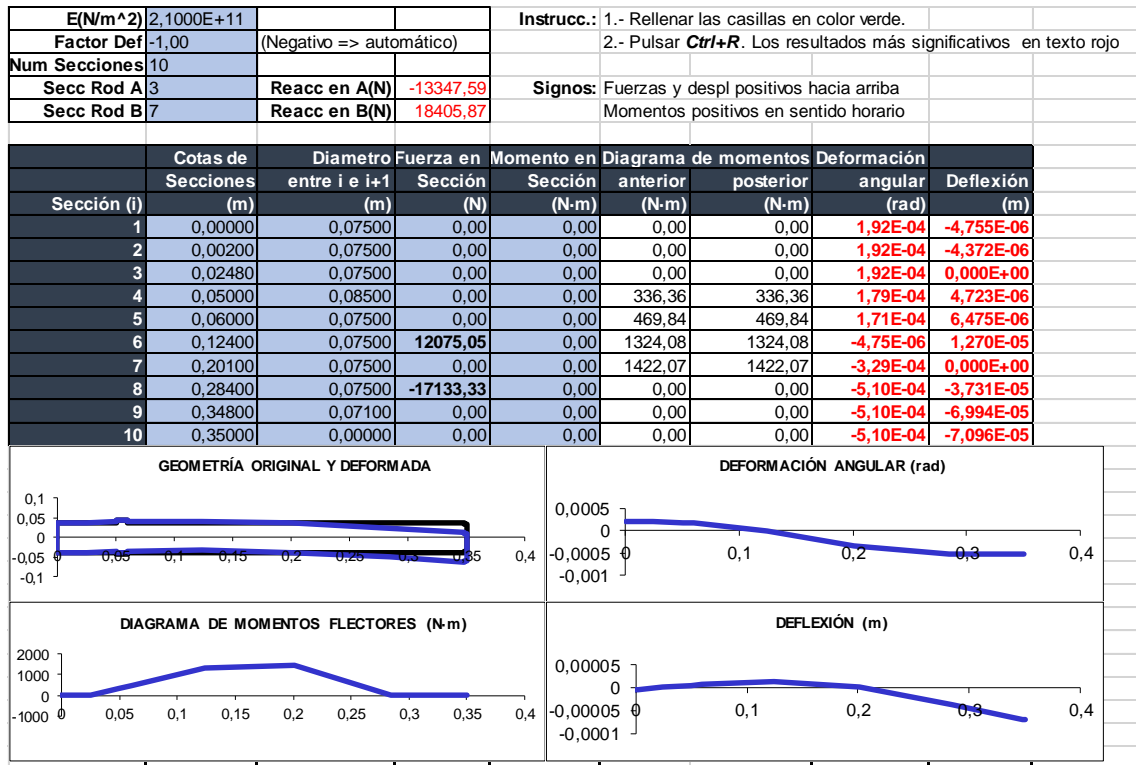 E(N/m^2) 2,1000E+11 Instrucc.: 1.- Rellenar las casillas en color verde.
Factor Def -1,00 (Negativo => automático) 2.- Pulsar Ctrl+R. Los resultados más significativos en texto rojo
Num Secciones 10
Secc Rod A 3 Reacc en A(N) -13347,59 Signos: Fuerzas y despl positivos hacia arriba
Secc Rod B 7 Reacc en B(N) 18405,87 Momentos positivos en sentido horario
Cotas de Diametro Fuerza en Momento en Diagrama de momentos Deformación
Secciones entre i e i+1 Sección Sección anterior posterior angular Deflexión
Sección (i) (m) (m) (N) (N·m) (N·m) (N·m) (rad) (m)
1 0,00000 0,07500 0,00 0,00 0,00 0,00 1,92E-04 -4,755E-06
2 0,00200 0,07500 0,00 0,00 0,00 0,00 1,92E-04 -4,372E-06
3 0,02480 0,07500 0,00 0,00 0,00 0,00 1,92E-04 0,000E+00
4 0,05000 0,08500 0,00 0,00 336,36 336,36 1,79E-04 4,723E-06
5 0,06000 0,07500 0,00 0,00 469,84 469,84 1,71E-04 6,475E-06
6 0,12400 0,07500 12075,05 0,00 1324,08 1324,08 -4,75E-06 1,270E-05
7 0,20100 0,07500 0,00 0,00 1422,07 1422,07 -3,29E-04 0,000E+00
8 0,28400 0,07500 -17133,33 0,00 0,00 0,00 -5,10E-04 -3,731E-05
9 0,34800 0,07100 0,00 0,00 0,00 0,00 -5,10E-04 -6,994E-05
10 0,35000 0,00000 0,00 0,00 0,00 0,00 -5,10E-04 -7,096E-05
GEOMETRÍA ORIGINAL Y DEFORMADA
0,1
0,05
0
-0,05
-0,1
0 0,05 0,1 0,15 0,2 0,25 0,3 0,35 0,4
DEFORMACIÓN ANGULAR (rad)
0,0005
0
-0,0005
-0,001
0 0,1 0,2 0,3 0,4
DIAGRAMA DE MOMENTOS FLECTORES (N·m)
2000
1000
0
-1000
0 0,05 0,1 0,15 0,2 0,25 0,3 0,35 0,4
DEFLEXIÓN (m)
0,00005
0
-0,00005
-0,0001
0 0,1 0,2 0,3 0,4